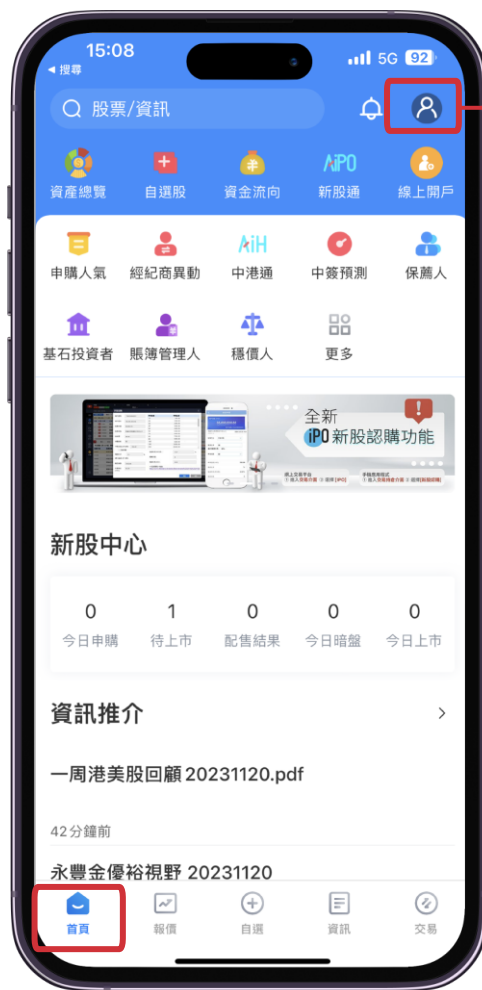 15:08
5G 92
◀ 搜尋
股票/資訊
資產總覽 自選股 資金流向 AiPO 新股通 線上開戶
申購人氣 經紀商異動 AiH 中港通 中簽預測 保薦人
基石投資者 賬簿管理人 穩價人 更多
全新
iPO 新股認購功能
新股中心
0 1 0 0 0
今日申購 待上市 配售結果 今日暗盤 今日上市
資訊推介
一周港美股回顧 20231120.pdf
42分鐘前
永豐金優裕視野 20231120
首頁 報價 自選 資訊 交易